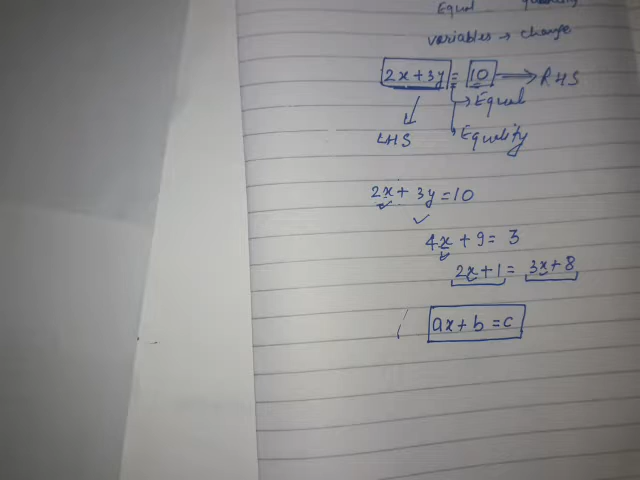 Equal
variables → change
2x+3y = 10 → RHS
→ Equal
LHS
Equality
2x + 3y = 10
4x + 9 = 3
2x + 1 = 3x + 8
ax + b = c